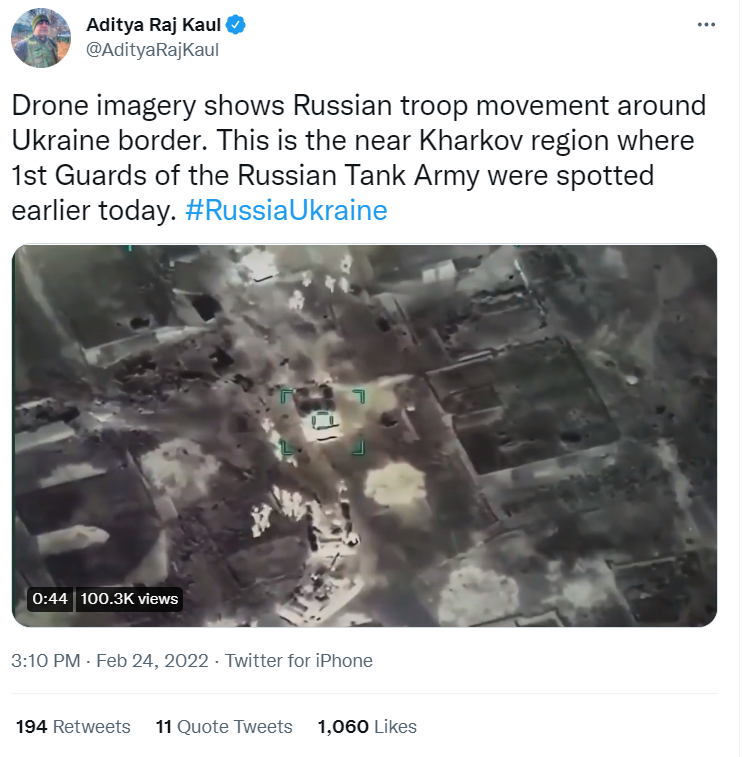 Aditya Raj Kaul
@AdityaRajKaul
Drone imagery shows Russian troop movement around
Ukraine border. This is the near Kharkov region where
1st Guards of the Russian Tank Army were spotted
earlier today. #RussiaUkraine
0:44 100.3K views
3:10 PM · Feb 24, 2022 · Twitter for iPhone
194 Retweets 11 Quote Tweets 1,060 Likes